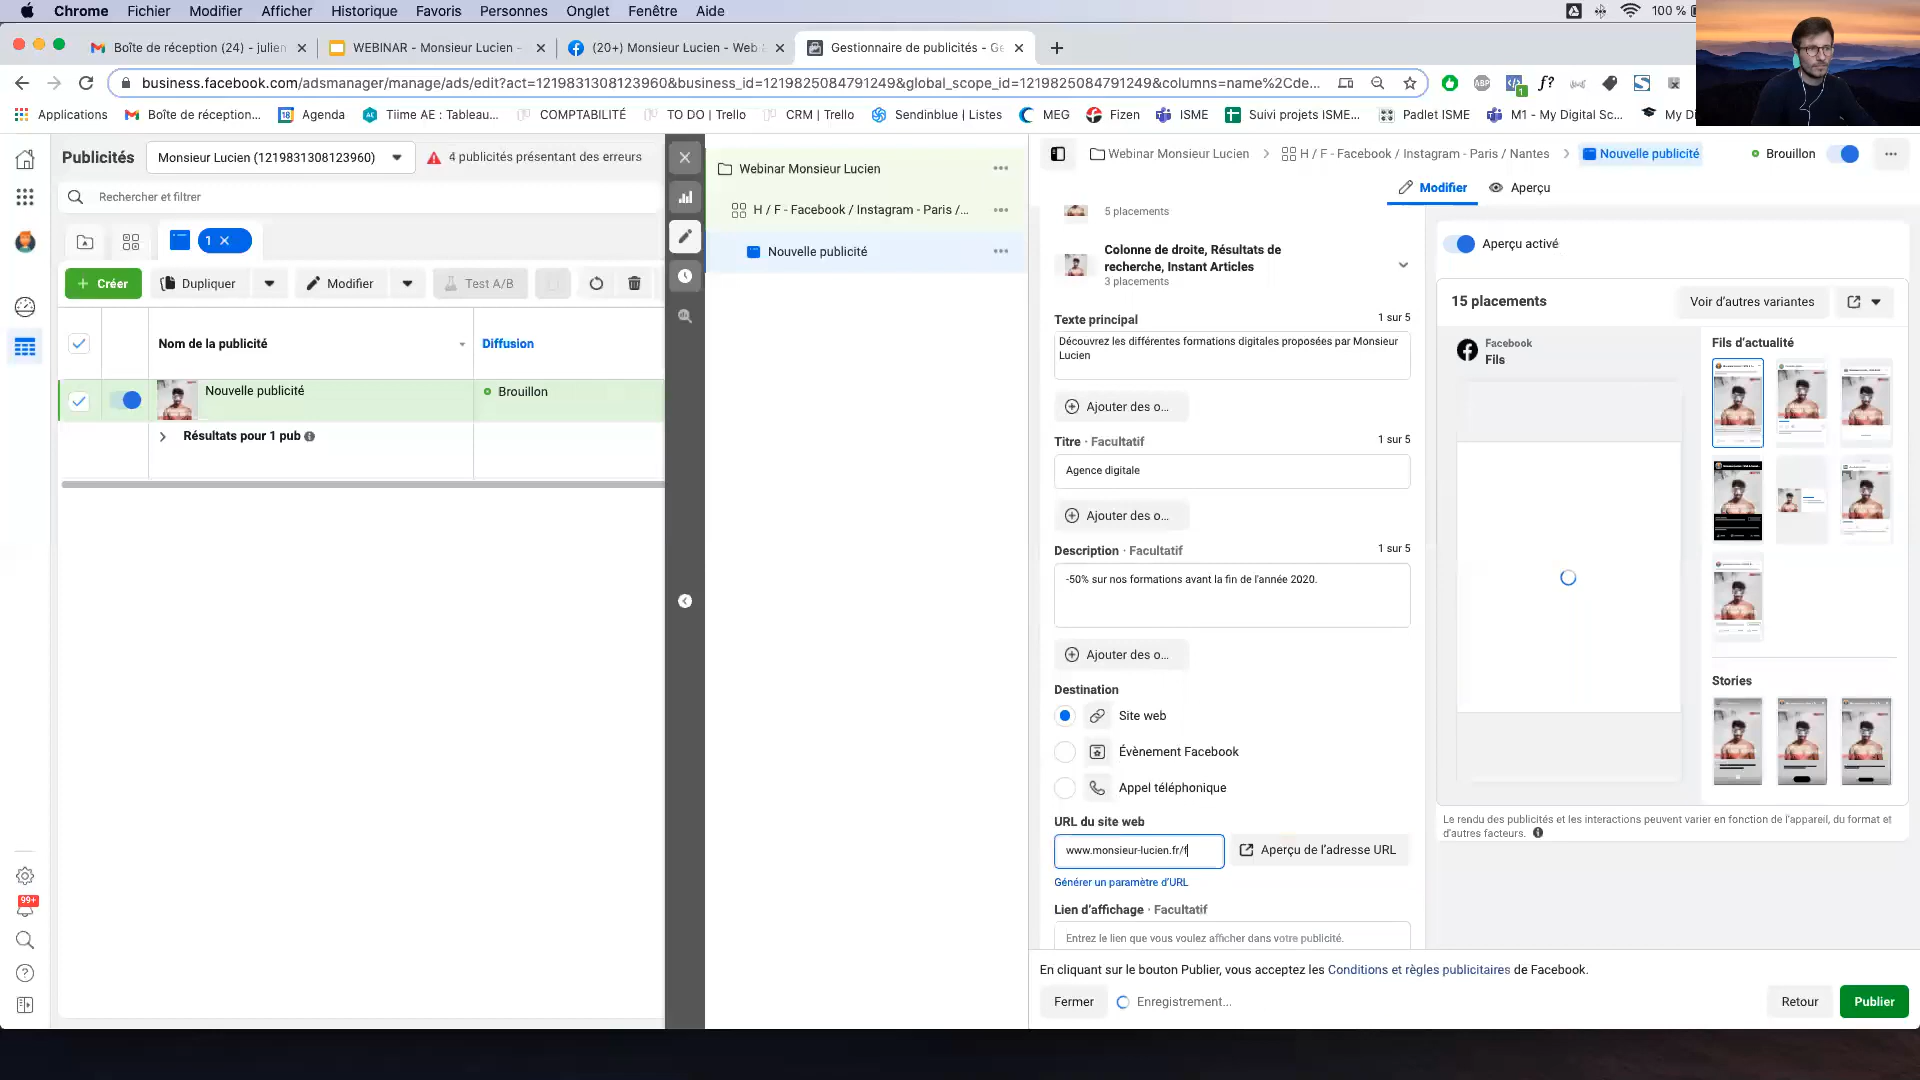 Chrome Fichier Modifier Afficher Historique Favoris Personnes Onglet Fenêtre Aide 100 %
Boîte de réception (24) - julien
WEBINAR - Monsieur Lucien -
(20+) Monsieur Lucien - Web
Gestionnaire de publicités - Ge
business.facebook.com/adsmanager/manage/ads/edit?act=1219831308123960&business_id=1219825084791249&global_scope_id=1219825084791249&columns=name%2Cde...
Applications
Boîte de réception...
Agenda
Tiime AE : Tableau...
COMPTABILITÉ
TO DO | Trello
CRM | Trello
Sendinblue | Listes
MEG
Fizen
ISME
Suivi projets ISME...
Padlet ISME
M1 - My Digital Sc...
My Di
Publicités
Monsieur Lucien (1219831308123960)
4 publicités présentant des erreurs
Rechercher et filtrer
1
Créer
Dupliquer
Modifier
Test A/B
Nom de la publicité
Diffusion
Nouvelle publicité
Brouillon
Résultats pour 1 pub
99+
Webinar Monsieur Lucien
H / F - Facebook / Instagram - Paris /...
Nouvelle publicité
Webinar Monsieur Lucien
H / F - Facebook / Instagram - Paris / Nantes
Nouvelle publicité
Brouillon
Modifier
Aperçu
5 placements
Colonne de droite, Résultats de
recherche, Instant Articles
3 placements
Texte principal
1 sur 5
Découvrez les différentes formations digitales proposées par Monsieur
Lucien
Ajouter des o...
Titre · Facultatif
1 sur 5
Agence digitale
Ajouter des o...
Description · Facultatif
1 sur 5
-50% sur nos formations avant la fin de l'année 2020.
Ajouter des o...
Destination
Site web
Évènement Facebook
Appel téléphonique
URL du site web
www.monsieur-lucien.fr/f
Aperçu de l'adresse URL
Générer un paramètre d'URL
Lien d'affichage · Facultatif
Entrez le lien que vous voulez afficher dans votre publicité.
Aperçu activé
15 placements
Voir d'autres variantes
Facebook
Fils
Fils d'actualité
Stories
Le rendu des publicités et les interactions peuvent varier en fonction de l'appareil, du format et
d'autres facteurs.
En cliquant sur le bouton Publier, vous acceptez les Conditions et règles publicitaires de Facebook.
Fermer
Enregistrement...
Retour
Publier